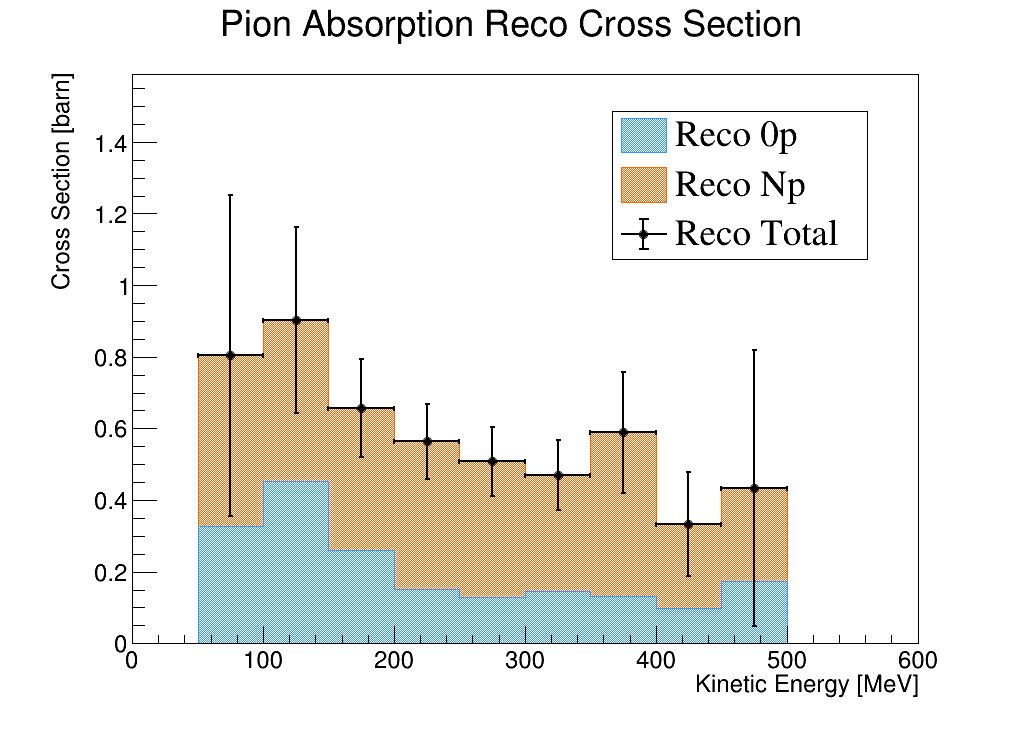 Pion Absorption Reco Cross Section
Cross Section [barn]
1.4
1.2
1
0.8
0.6
0.4
0.2
0
Reco 0p
Reco Np
Reco Total
0 100 200 300 400 500 600
Kinetic Energy [MeV]